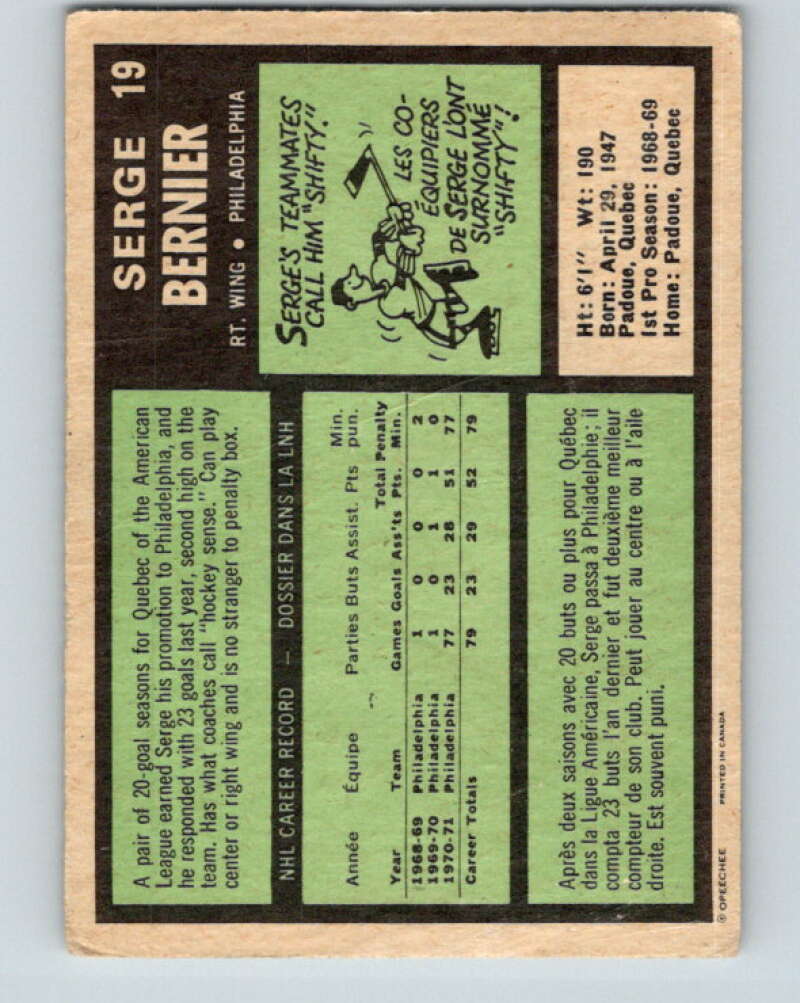 SERGE 19
BERNIER
RT. WING • PHILADELPHIA
A pair of 20-goal seasons for Quebec of the American
League earned Serge his promotion to Philadelphia, and
he responded with 23 goals last year, second high on the
team. Has what coaches call "hockey sense." Can play
center or right wing and is no stranger to penalty box.
SERGE'S TEAMMATES
CALL HIM "SHIFTY."
LES CO-
ÉQUIPIERS
DE SERGE L'ONT
SURNOMMÉ
"SHIFTY"!
NHL CAREER RECORD — DOSSIER DANS LA LNH
Année Équipe Parties Buts Assist. Pts Min. pun.
Total Penalty
Year Team Games Goals Ass'ts Pts. Min.
1968-69 Philadelphia 1 0 0 0 2
1969-70 Philadelphia 1 0 1 1 0
1970-71 Philadelphia 77 23 28 51 77
Career Totals 79 23 29 52 79
Ht: 6'1" Wt: 190
Born: April 29, 1947
Padoue, Quebec
1st Pro Season: 1968-69
Home: Padoue, Quebec
Après deux saisons avec 20 buts ou plus pour Québec
dans la Ligue Américaine, Serge passa à Philadelphie; il
compta 23 buts l'an dernier et fut deuxième meilleur
compteur de son club. Peut jouer au centre ou à l'aile
droite. Est souvent puni.
© OPEECHEE PRINTED IN CANADA